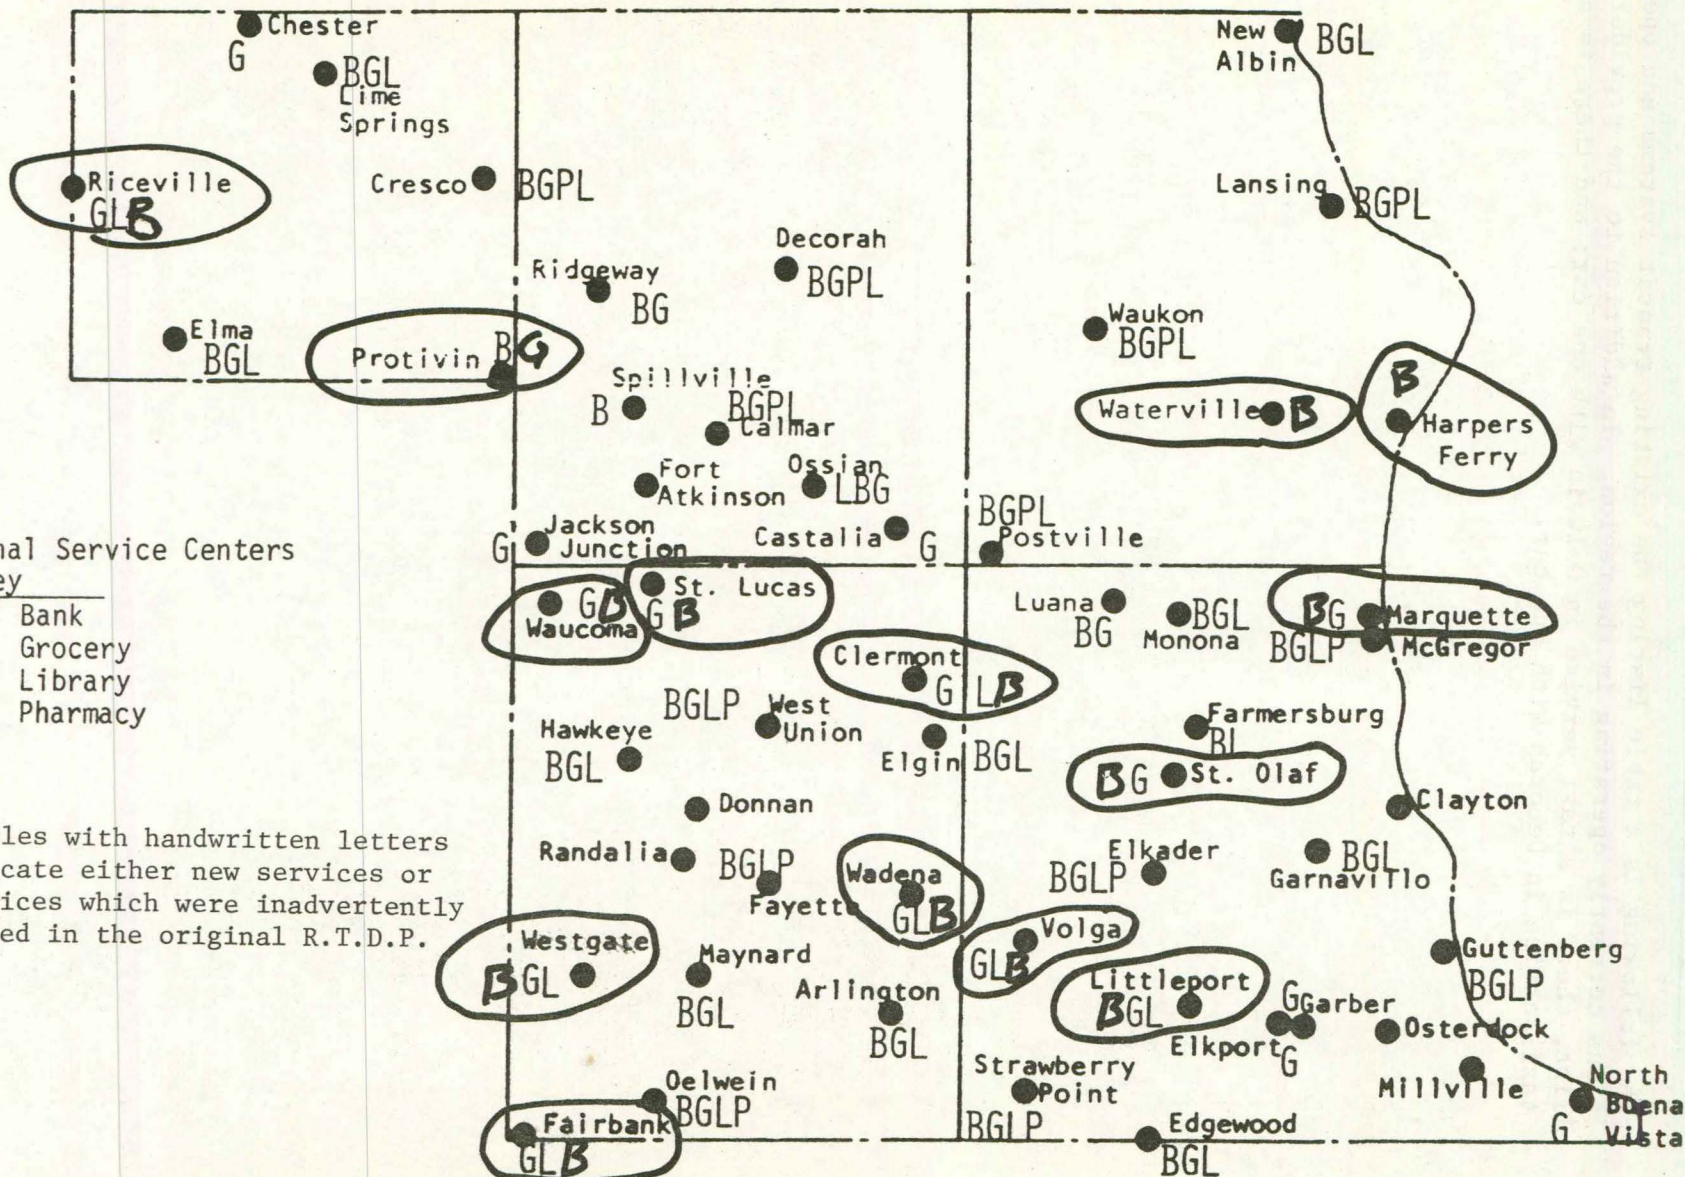 Chester
G
BGL
Lime
Springs
New
Albin
BGL
Riceville
GLB
Cresco
BGPL
Lansing
BGPL
Decorah
BGPL
Ridgeway
BG
Elma
BGL
Protivin
BG
Waukon
BGPL
Spillville
B
BGPL
Calmar
Waterville
B
B
Harpers
Ferry
Fort
Atkinson
Ossian
LBG
Jackson
Junction
G
Castalia
G
BGPL
Postville
nal Service Centers
ey
Bank
Grocery
Library
Pharmacy
GB
Waucoma
St. Lucas
GB
Luana
BG
BGL
Monona
BG
Marquette
BGLP
McGregor
Clermont
G LB
BGLP
West
Union
Hawkeye
BGL
Elgin
BGL
Farmersburg
BL
BG
St. Olaf
Donnan
Clayton
les with handwritten letters
cate either new services or
ices which were inadvertently
ed in the original R.T.D.P.
Randalia
BGLP
Fayette
Wadena
GLB
Elkader
BGLP
BGL
Garnavillo
Westgate
BGL
Maynard
BGL
Arlington
BGL
Volga
GLB
Littleport
BGL
Guttenberg
BGLP
G
Garber
Elkport
G
Osterdock
Millville
Oelwein
BGLP
Strawberry
Point
BGLP
Fairbank
GLB
Edgewood
BGL
North
Buena
Vista
G